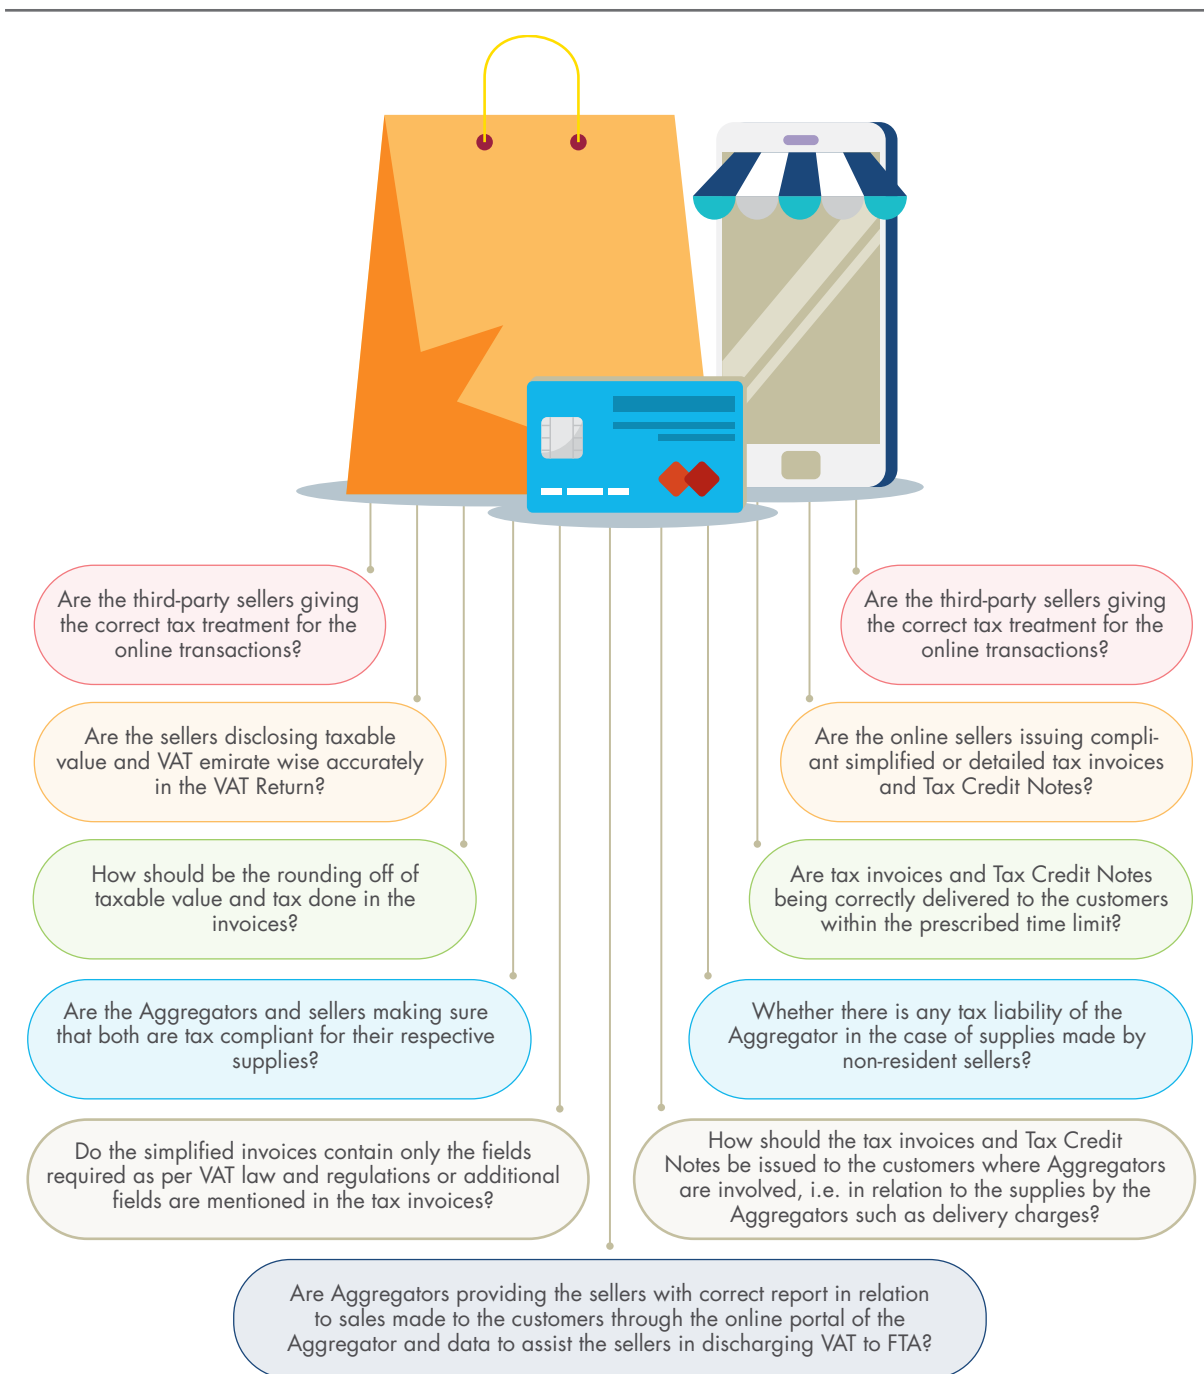 Are the third-party sellers giving
the correct tax treatment for the
online transactions?
Are the third-party sellers giving
the correct tax treatment for the
online transactions?
Are the sellers disclosing taxable
value and VAT emirate wise accurately
in the VAT Return?
Are the online sellers issuing compli-
ant simplified or detailed tax invoices
and Tax Credit Notes?
How should be the rounding off of
taxable value and tax done in the
invoices?
Are tax invoices and Tax Credit Notes
being correctly delivered to the customers
within the prescribed time limit?
Are the Aggregators and sellers making sure
that both are tax compliant for their respective
supplies?
Whether there is any tax liability of the
Aggregator in the case of supplies made by
non-resident sellers?
Do the simplified invoices contain only the fields
required as per VAT law and regulations or additional
fields are mentioned in the tax invoices?
How should the tax invoices and Tax Credit
Notes be issued to the customers where Aggregators
are involved, i.e. in relation to the supplies by the
Aggregators such as delivery charges?
Are Aggregators providing the sellers with correct report in relation
to sales made to the customers through the online portal of the
Aggregator and data to assist the sellers in discharging VAT to FTA?